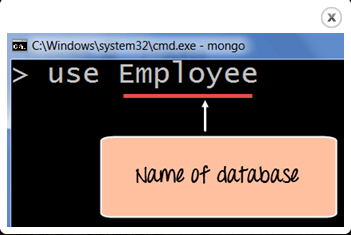 x
C:\Windows\system32\cmd.exe - mongo
> use Employee
Name of database